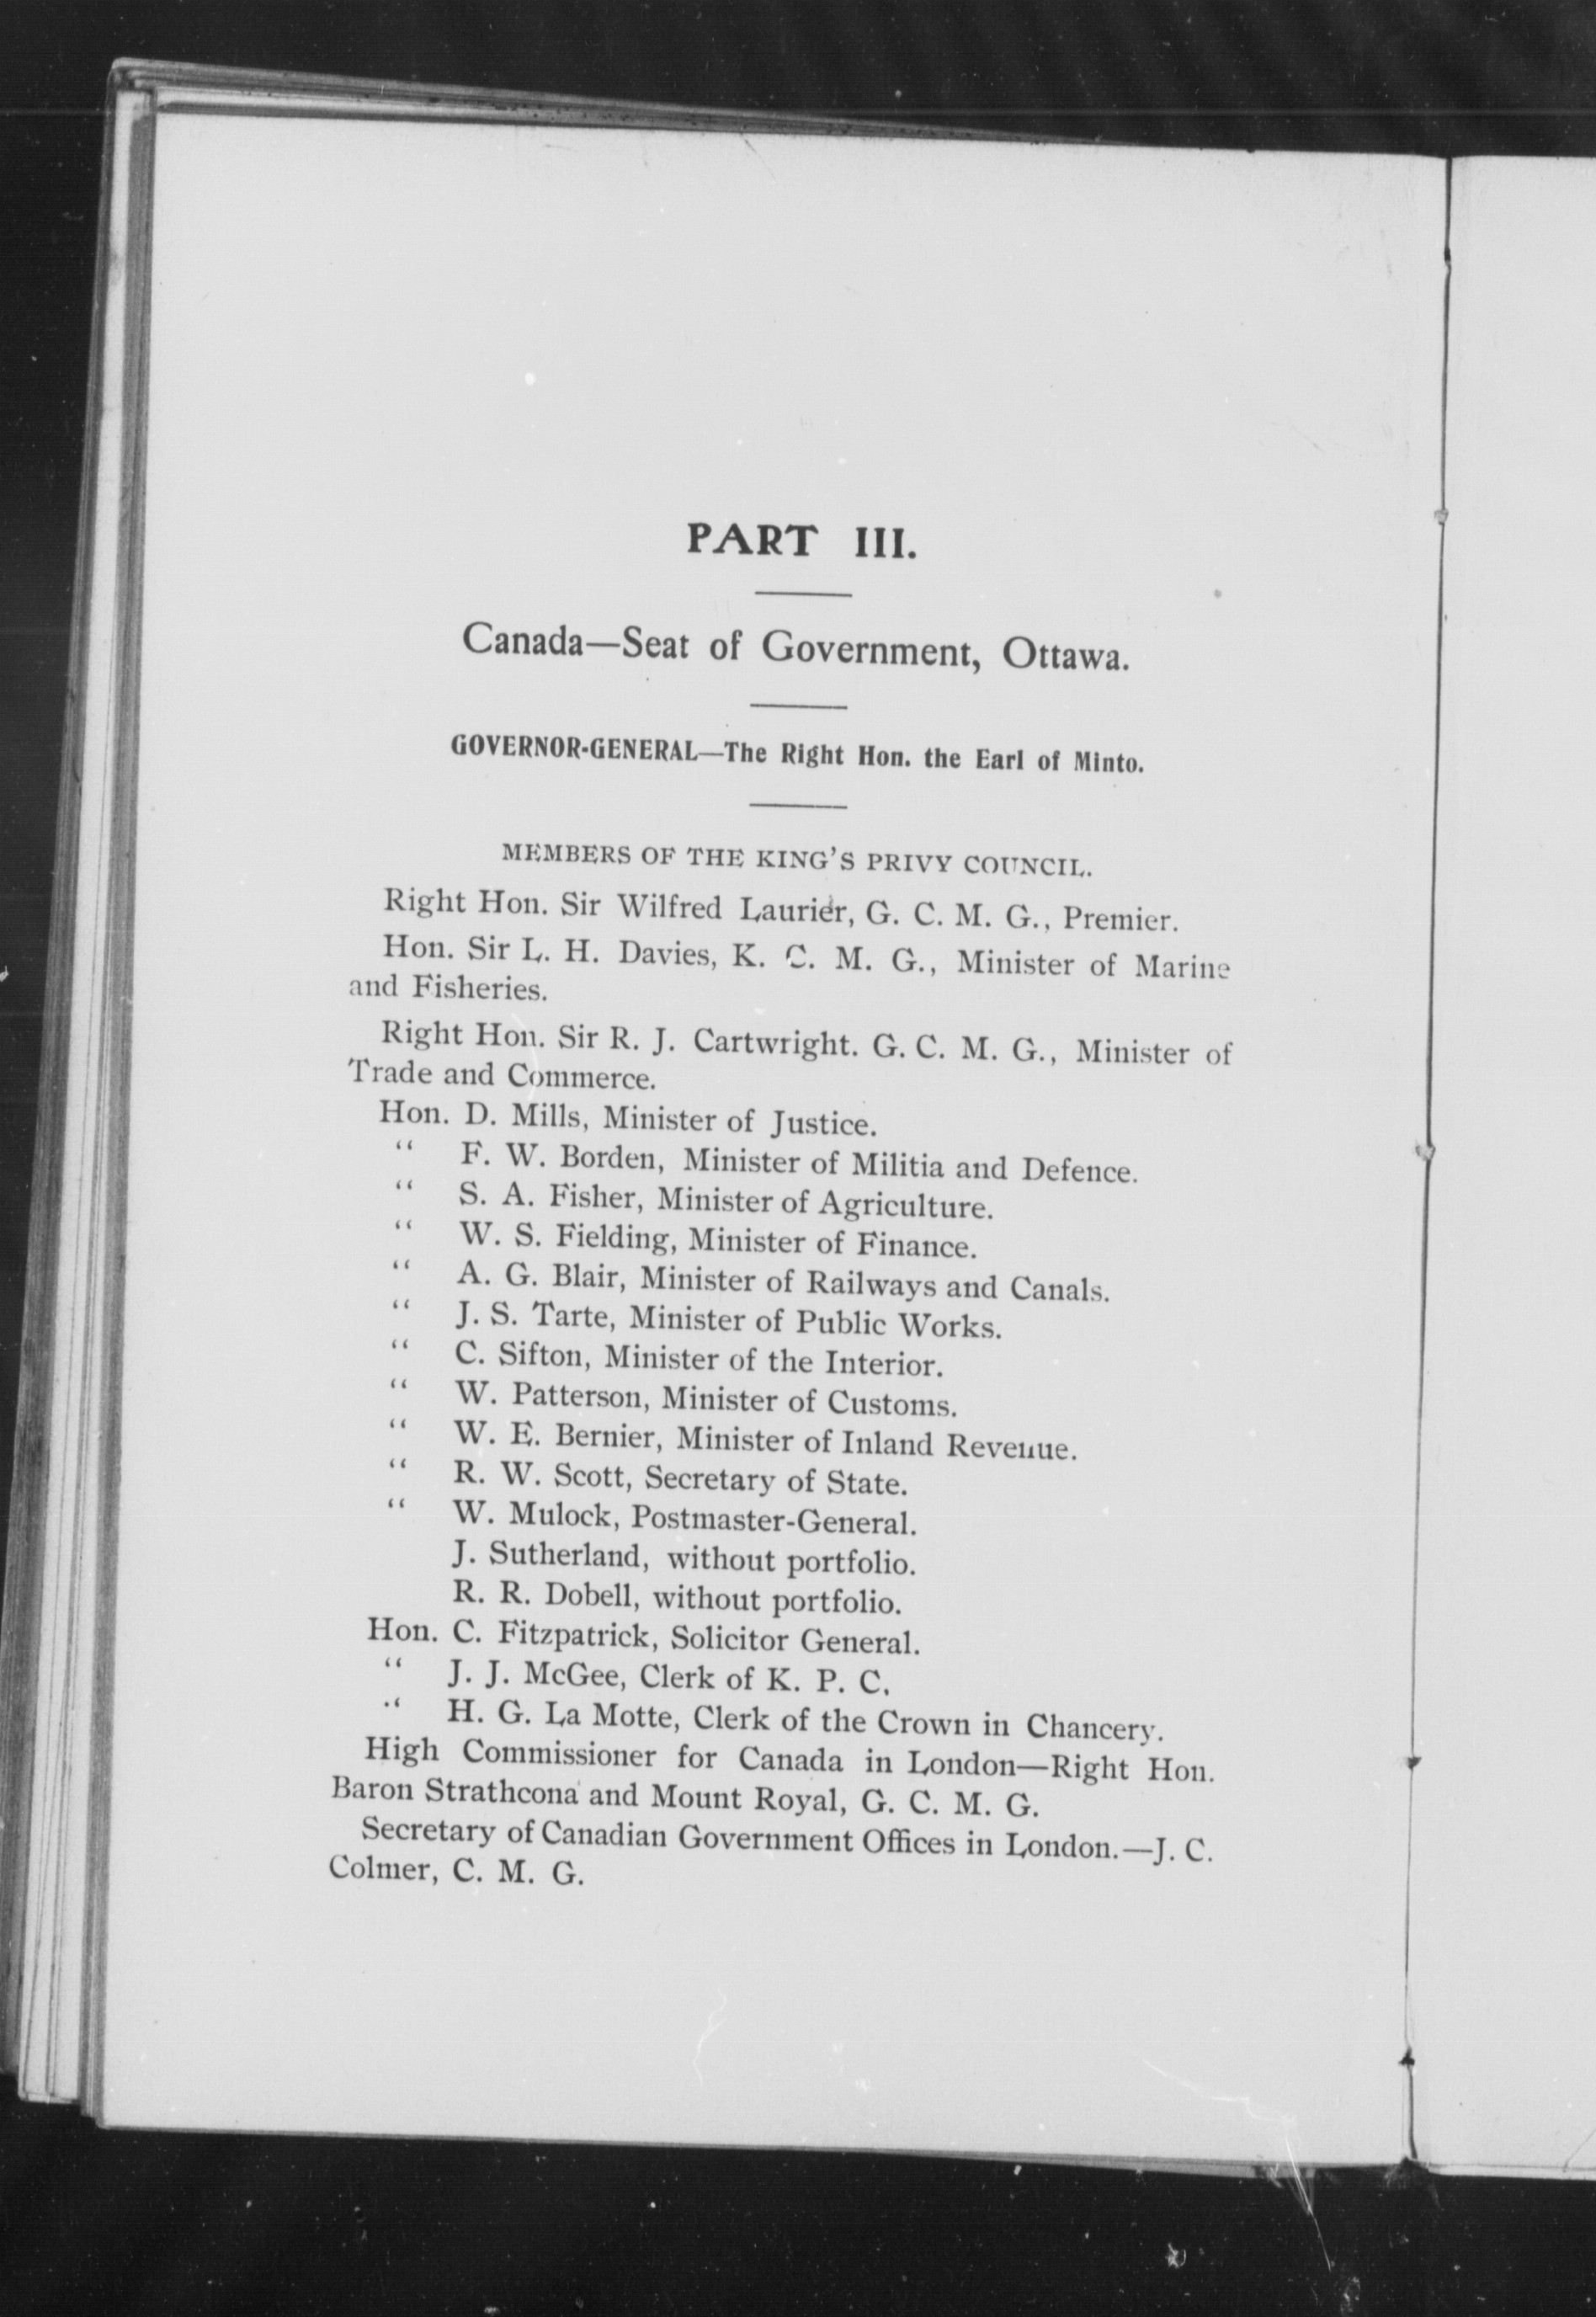 PART III.
Canada—Seat of Government, Ottawa.
GOVERNOR-GENERAL—The Right Hon. the Earl of Minto.
MEMBERS OF THE KING'S PRIVY COUNCIL.
Right Hon. Sir Wilfred Laurier, G. C. M. G., Premier.
Hon. Sir L. H. Davies, K. C. M. G., Minister of Marine
and Fisheries.
Right Hon. Sir R. J. Cartwright. G. C. M. G., Minister of
Trade and Commerce.
Hon. D. Mills, Minister of Justice.
“ F. W. Borden, Minister of Militia and Defence.
“ S. A. Fisher, Minister of Agriculture.
“ W. S. Fielding, Minister of Finance.
“ A. G. Blair, Minister of Railways and Canals.
“ J. S. Tarte, Minister of Public Works.
“ C. Sifton, Minister of the Interior.
“ W. Patterson, Minister of Customs.
“ W. E. Bernier, Minister of Inland Revenue.
“ R. W. Scott, Secretary of State.
“ W. Mulock, Postmaster-General.
J. Sutherland, without portfolio.
R. R. Dobell, without portfolio.
Hon. C. Fitzpatrick, Solicitor General.
“ J. J. McGee, Clerk of K. P. C.
“ H. G. La Motte, Clerk of the Crown in Chancery.
High Commissioner for Canada in London—Right Hon.
Baron Strathcona and Mount Royal, G. C. M. G.
Secretary of Canadian Government Offices in London.—J. C.
Colmer, C. M. G.